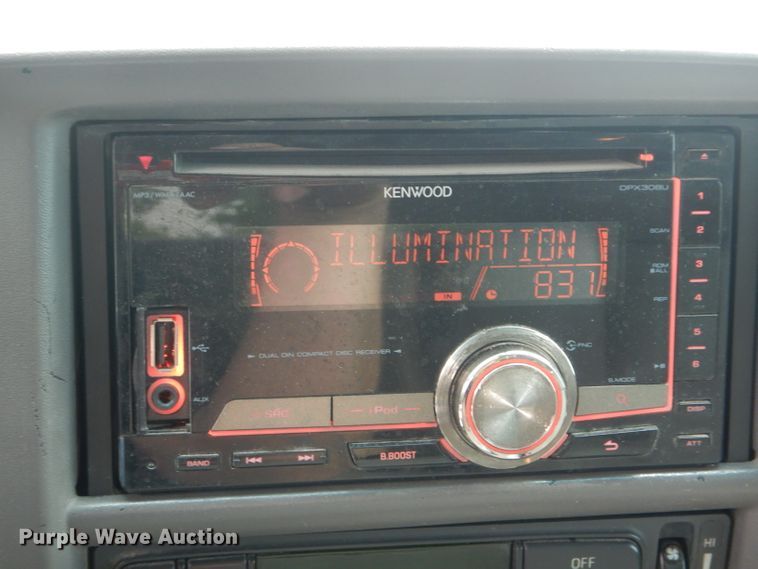 MP3/WMA/AAC
KENWOOD
DPX308U
1
2
SCAN
ILLUMINATION
IN
831
3
4
RDM
ALL
REP
5
6
FNC
DUAL DIN COMPACT DISC RECEIVER
S.MODE
AUX
SRC
iPod
DISP
BAND
B.BOOST
ATT
Purple Wave Auction
OFF
HI